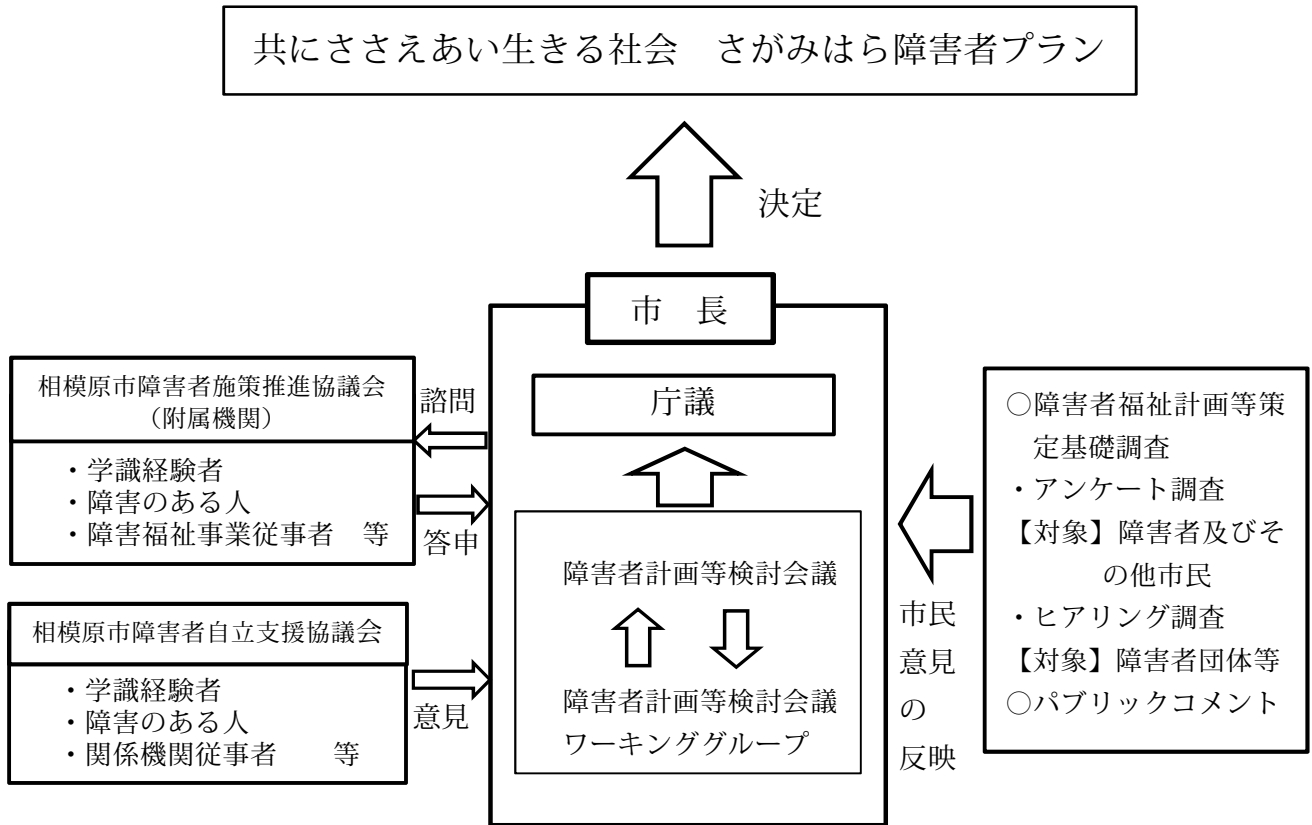 共にささえあい生きる社会　さがみはら障害者プラン
決定
市　長
庁議
相模原市障害者施策推進協議会
（附属機関）
・学識経験者
・障害のある人
・障害福祉事業従事者　等
諮問
答申
相模原市障害者自立支援協議会
・学識経験者
・障害のある人
・関係機関従事者　　等
意見
障害者計画等検討会議
障害者計画等検討会議
ワーキンググループ
市民
意見
の
反映
○障害者福祉計画等策
定基礎調査
・アンケート調査
【対象】障害者及びそ
の他市民
・ヒアリング調査
【対象】障害者団体等
○パブリックコメント